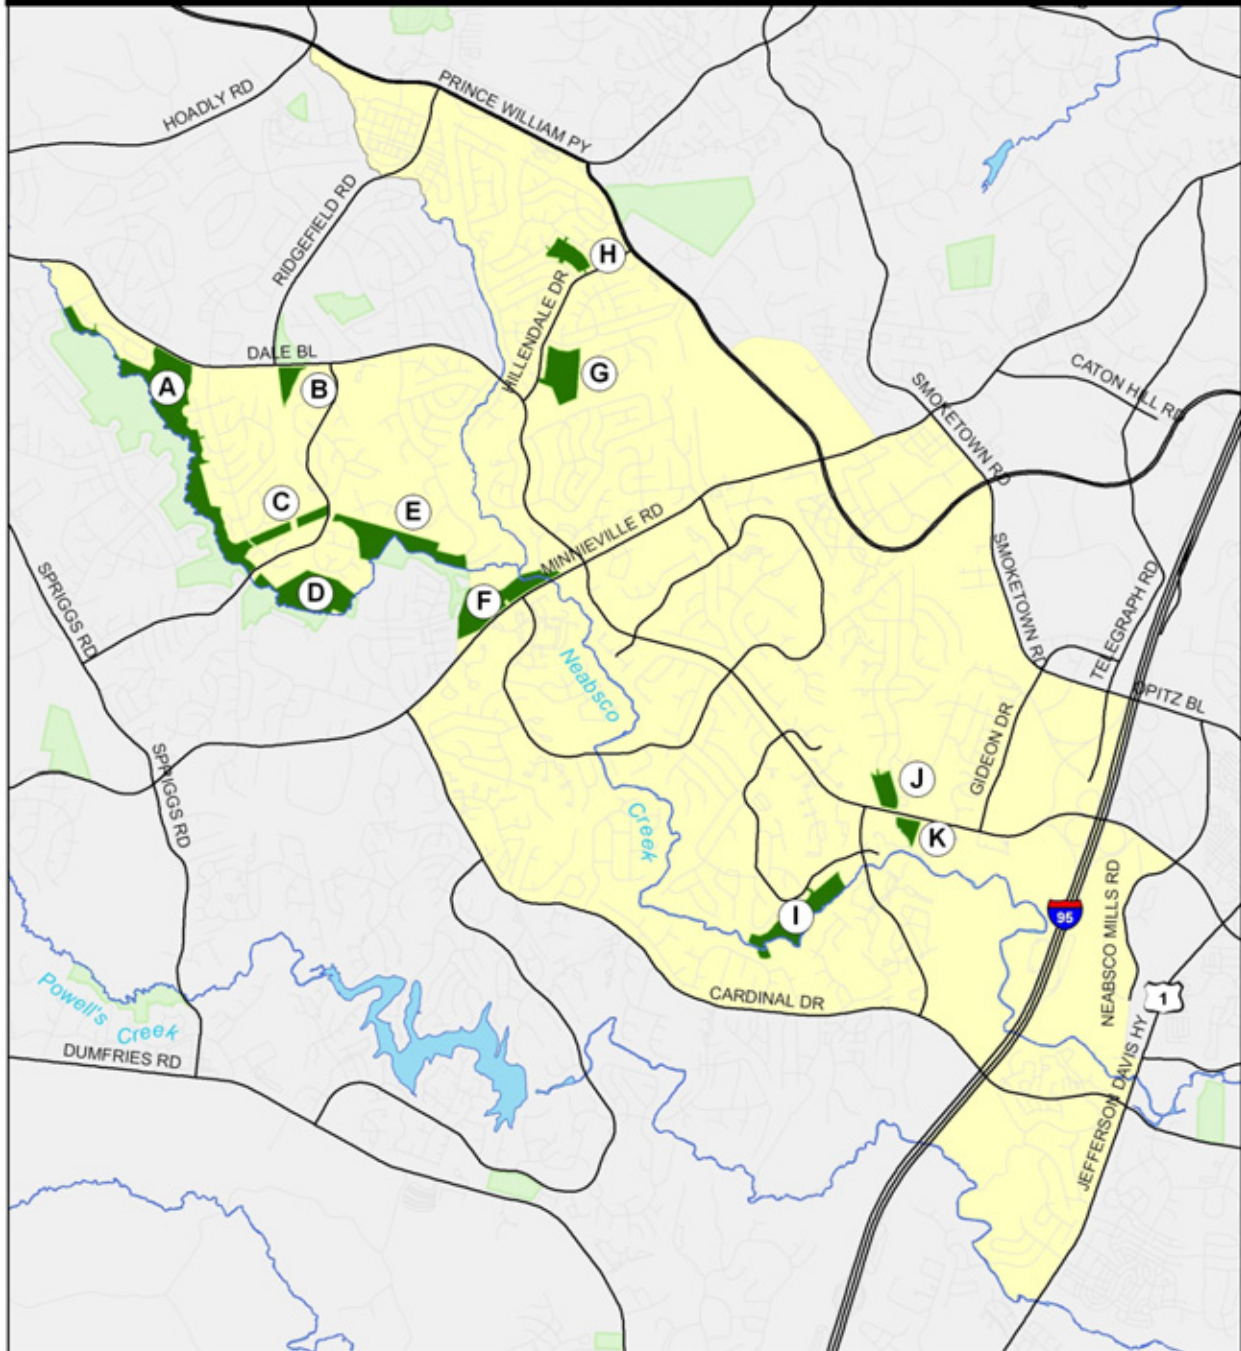 HOADLY RD
PRINCE WILLIAM PY
RIDGEFIELD RD
H
HILLENDALE DR
DALE BL
A
B
G
CATON HILL RD
SMOKETOWN RD
C
E
MINNIEVILLE RD
SMOKETOWN RD
SPRIGGS RD
D
F
TELEGRAPH RD
Neabsco
OPITZ BL
GIDEON DR
SPRIGGS RD
J
Creek
K
I
95
NEABSCO MILLS RD
CARDINAL DR
1
Powell's
Creek
DUMFRIES RD
JEFFERSON DAVIS HY